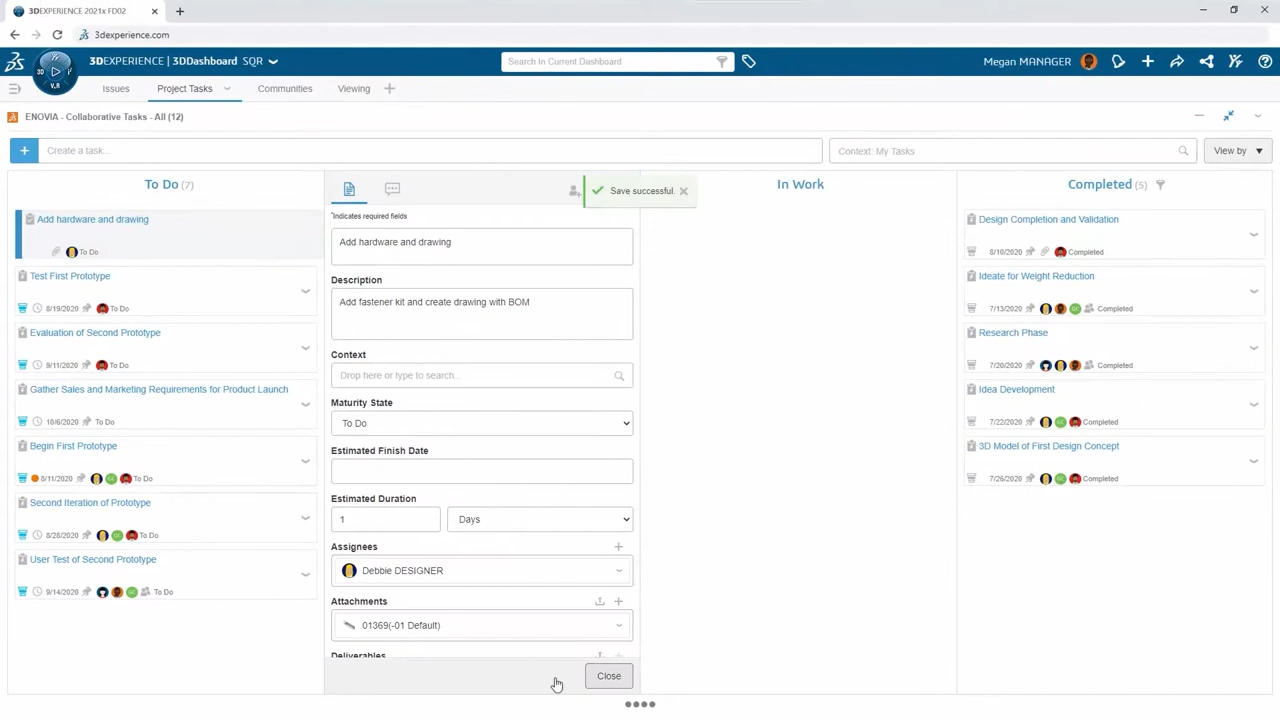 3DEXPERIENCE 2021x FD02
3dexperience.com
3DEXPERIENCE | 3DDashboard SQR
Search In Current Dashboard
Megan MANAGER
3D
V.R
Issues
Project Tasks
Communities
Viewing
ENOVIA - Collaborative Tasks - All (12)
Create a task...
Context: My Tasks
View by
To Do (7)
Add hardware and drawing
To Do
Test First Prototype
8/19/2020 To Do
Evaluation of Second Prototype
9/11/2020 To Do
Gather Sales and Marketing Requirements for Product Launch
10/6/2020 To Do
Begin First Prototype
8/11/2020 To Do
Second Iteration of Prototype
8/28/2020 To Do
User Test of Second Prototype
9/14/2020 To Do
Save successful.
*Indicates required fields
Add hardware and drawing
Description
Add fastener kit and create drawing with BOM
Context
Drop here or type to search...
Maturity State
To Do
Estimated Finish Date
Estimated Duration
1 Days
Assignees
Debbie DESIGNER
Attachments
01369(-01 Default)
Deliverables
Close
In Work
Completed (5)
Design Completion and Validation
8/10/2020 Completed
Ideate for Weight Reduction
7/13/2020 Completed
Research Phase
7/20/2020 Completed
Idea Development
7/22/2020 Completed
3D Model of First Design Concept
7/26/2020 Completed